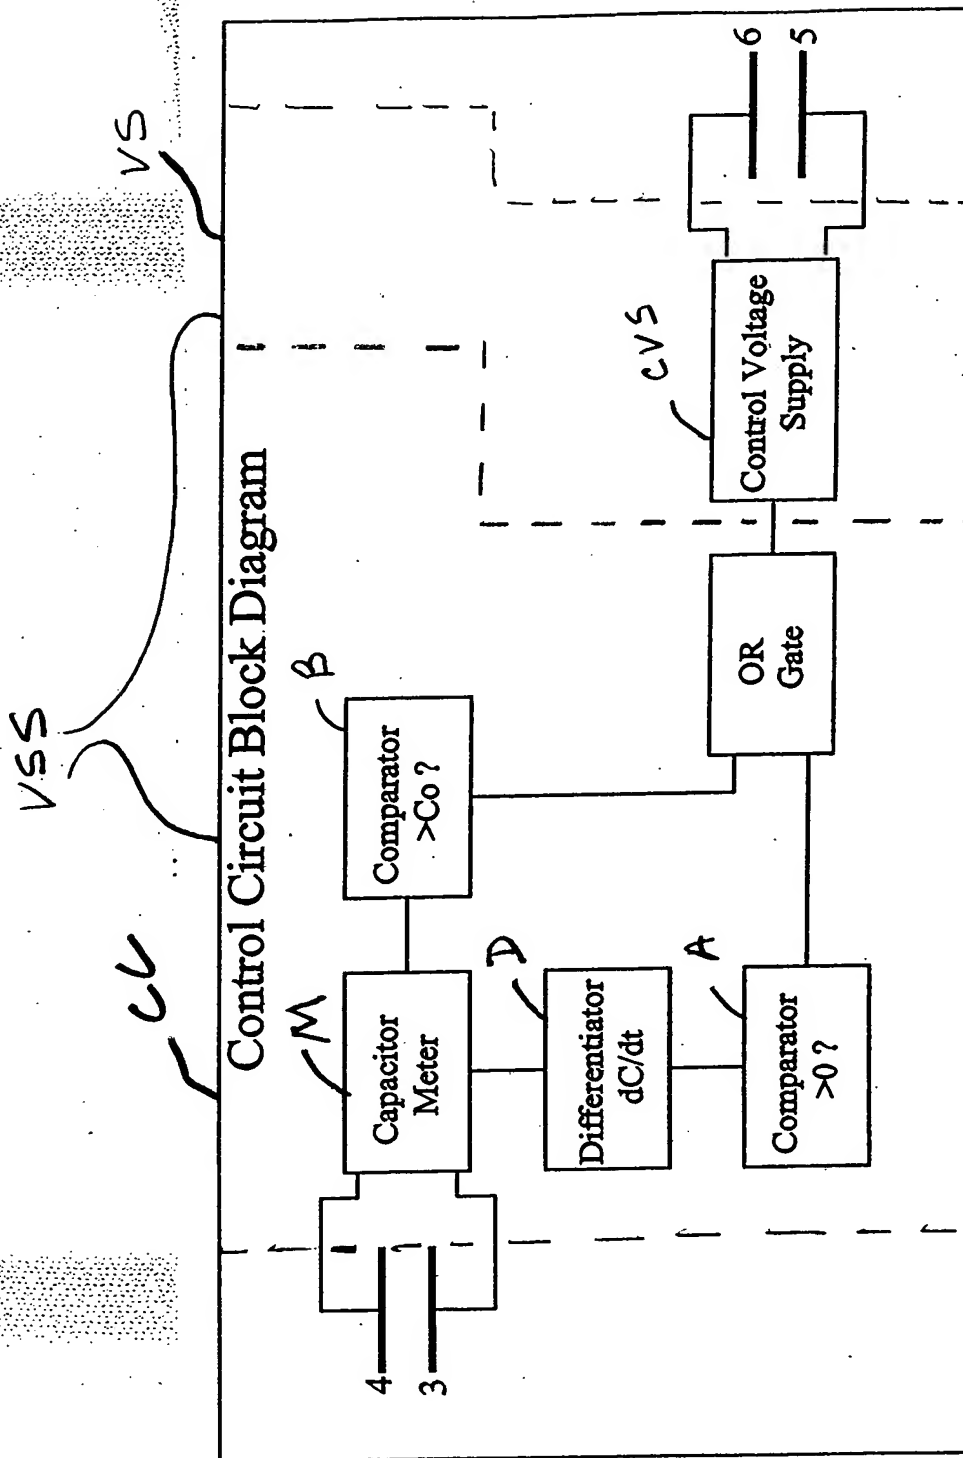 CU
VSS
VS
Control Circuit Block Diagram
4
3
M
Capacitor
Meter
B
Comparator
>Co ?
D
Differentiator
dC/dt
A
Comparator
>0 ?
OR
Gate
CVS
Control Voltage
Supply
6
5